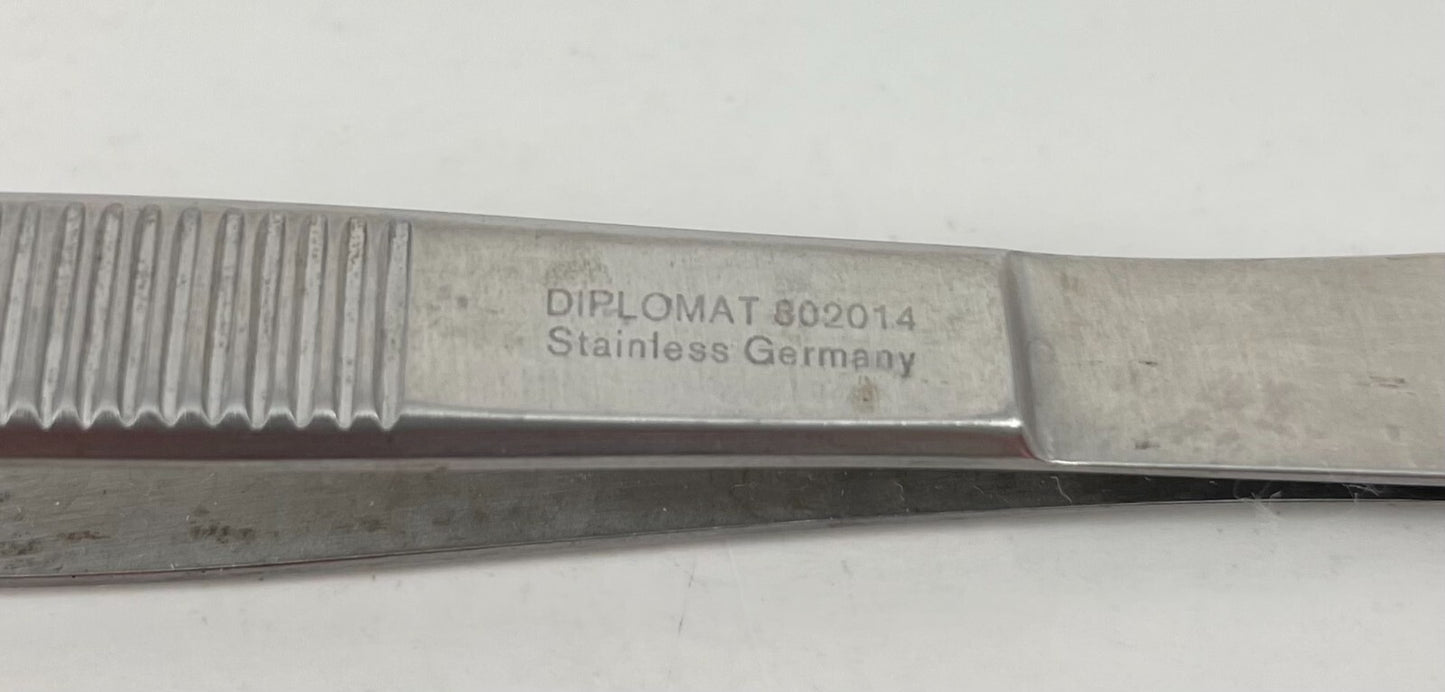 DIPLOMAT 802014
Stainless Germany